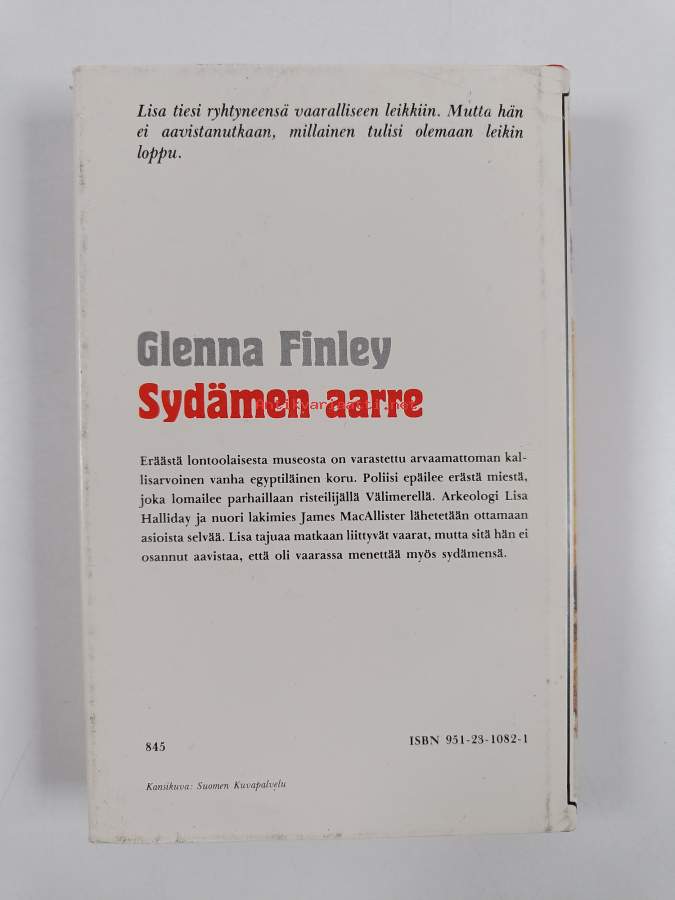 Lisa tiesi ryhtyneensä vaaralliseen leikkiin. Mutta hän
ei aavistanutkaan, millainen tulisi olemaan leikin
loppu.
Glenna Finley
Sydämen aarre
Antikvariaatti.net
Eräästä lontoolaisesta museosta on varastettu arvaamattoman kal-
lisarvoinen vanha egyptiläinen koru. Poliisi epäilee erästä miestä,
joka lomailee parhaillaan risteilijällä Välimerellä. Arkeologi Lisa
Halliday ja nuori lakimies James MacAllister lähetetään ottamaan
asioista selvää. Lisa tajuaa matkaan liittyvät vaarat, mutta sitä hän ei
osannut aavistaa, että oli vaarassa menettää myös sydämensä.
845
ISBN 951-23-1082-1
Kansikuva: Suomen Kuvapalvelu